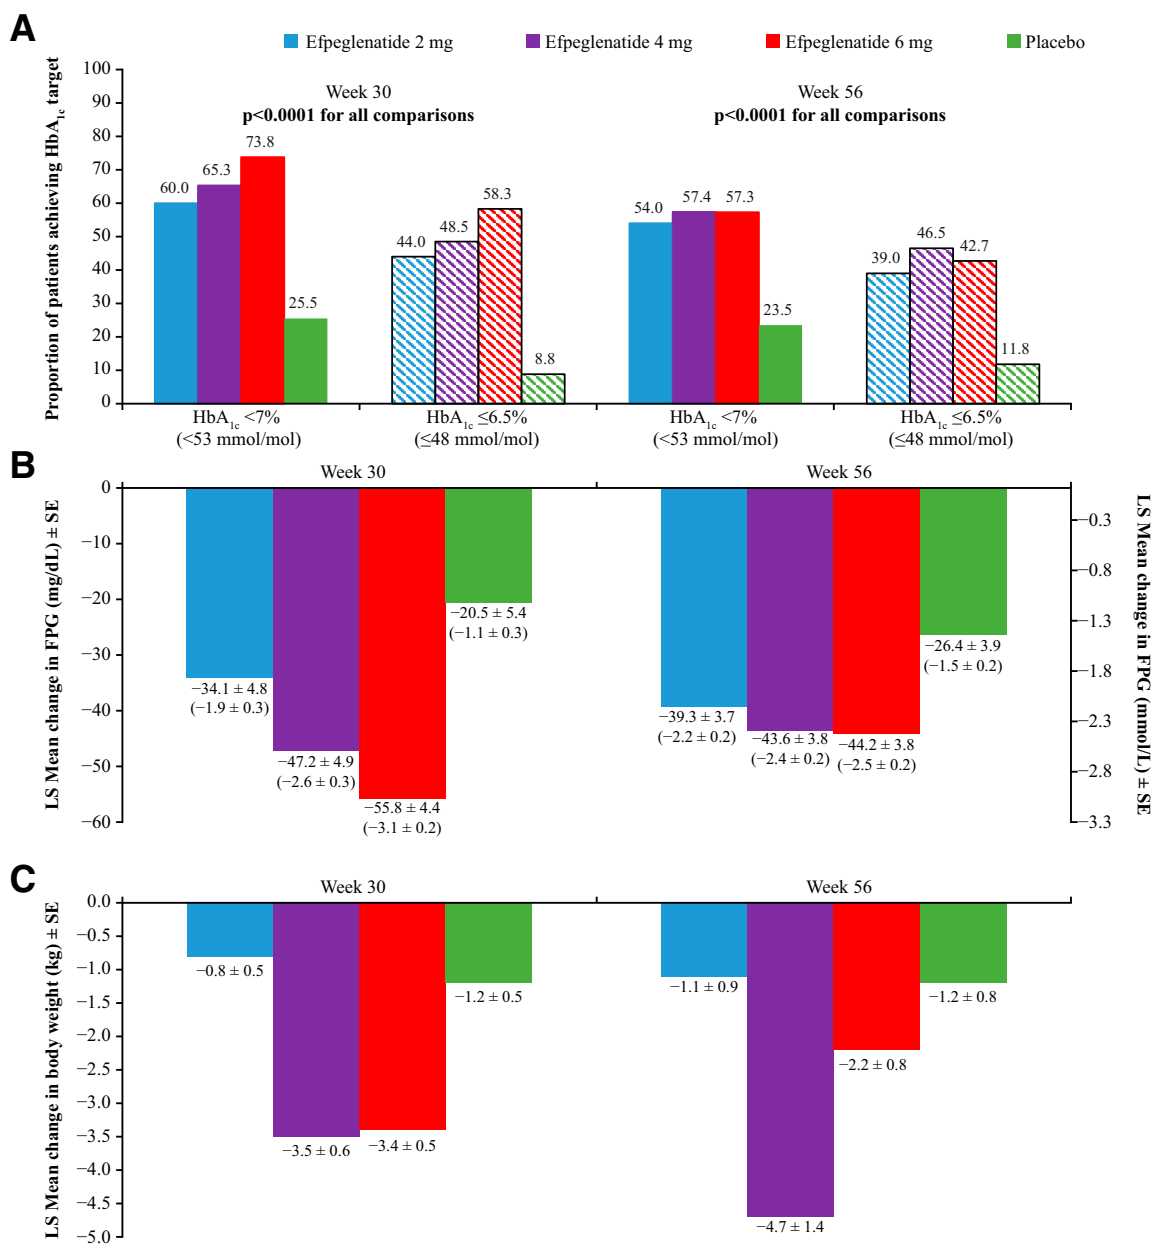 A
Efpeglenatide 2 mg
Efpeglenatide 4 mg
Efpeglenatide 6 mg
Placebo
Proportion of patients achieving HbA1c target
100
90
80
70
60
50
40
30
20
10
0
Week 30
p<0.0001 for all comparisons
Week 56
p<0.0001 for all comparisons
60.0
65.3
73.8
25.5
44.0
48.5
58.3
8.8
54.0
57.4
57.3
23.5
39.0
46.5
42.7
11.8
HbA1c <7%
(<53 mmol/mol)
HbA1c ≤6.5%
(≤48 mmol/mol)
HbA1c <7%
(<53 mmol/mol)
HbA1c ≤6.5%
(≤48 mmol/mol)
B
Week 30
Week 56
LS Mean change in FPG (mg/dL) ± SE
0
−10
−20
−30
−40
−50
−60
−34.1 ± 4.8
(−1.9 ± 0.3)
−47.2 ± 4.9
(−2.6 ± 0.3)
−55.8 ± 4.4
(−3.1 ± 0.2)
−20.5 ± 5.4
(−1.1 ± 0.3)
−39.3 ± 3.7
(−2.2 ± 0.2)
−43.6 ± 3.8
(−2.4 ± 0.2)
−44.2 ± 3.8
(−2.5 ± 0.2)
−26.4 ± 3.9
(−1.5 ± 0.2)
−0.3
−0.8
−1.3
−1.8
−2.3
−2.8
−3.3
LS Mean change in FPG (mmol/L) ± SE
C
Week 30
Week 56
LS Mean change in body weight (kg) ± SE
0.0
−0.5
−1.0
−1.5
−2.0
−2.5
−3.0
−3.5
−4.0
−4.5
−5.0
−0.8 ± 0.5
−3.5 ± 0.6
−3.4 ± 0.5
−1.2 ± 0.5
−1.1 ± 0.9
−4.7 ± 1.4
−2.2 ± 0.8
−1.2 ± 0.8